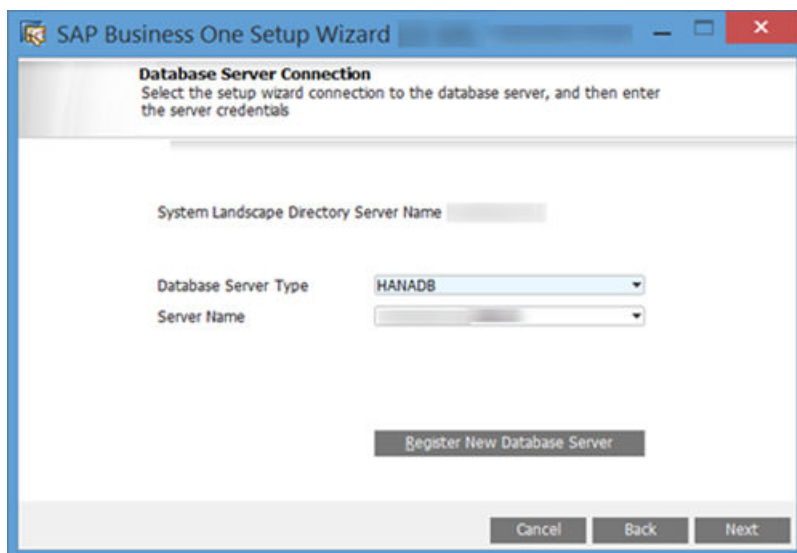 SAP Business One Setup Wizard
Database Server Connection
Select the setup wizard connection to the database server, and then enter
the server credentials
System Landscape Directory Server Name
Database Server Type HANADB
Server Name
Register New Database Server
Cancel Back Next